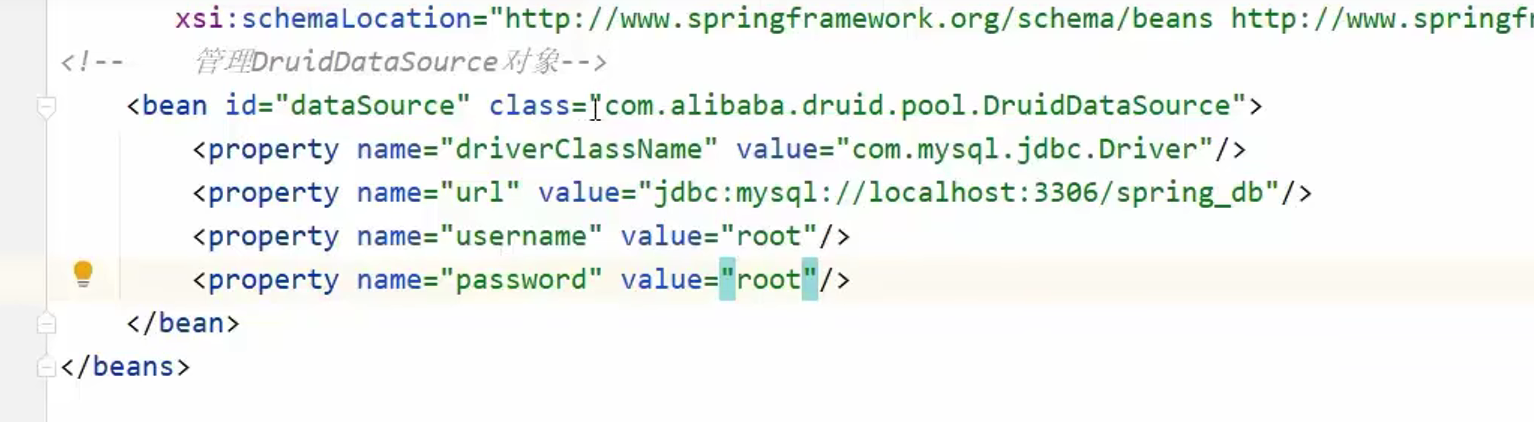 xsi:schemaLocation="http://www.springframework.org/schema/beans http://www.springf
<!-- 管理DruidDataSource对象-->
<bean id="dataSource" class="com.alibaba.druid.pool.DruidDataSource">
<property name="driverClassName" value="com.mysql.jdbc.Driver"/>
<property name="url" value="jdbc:mysql://localhost:3306/spring_db"/>
<property name="username" value="root"/>
<property name="password" value="root"/>
</bean>
</beans>